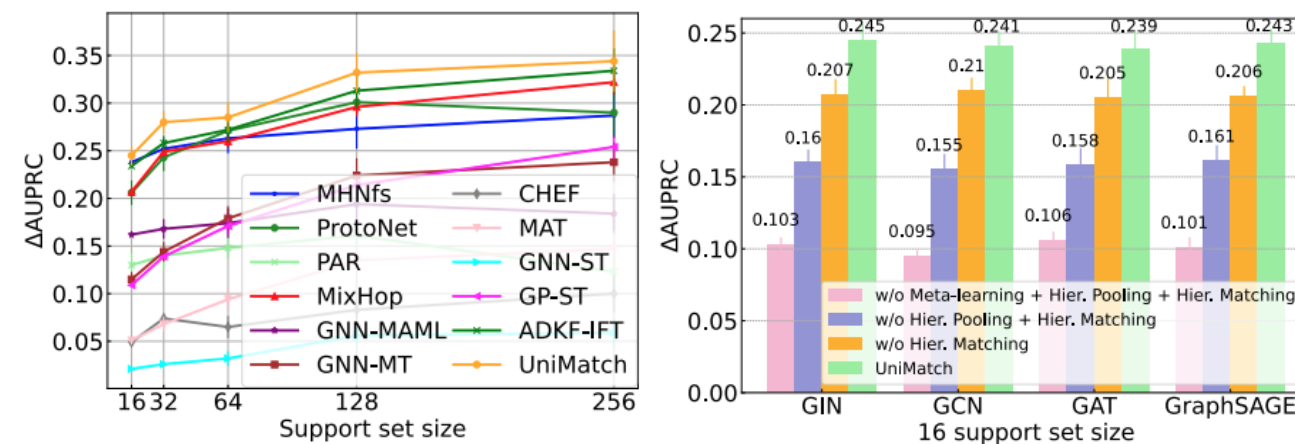 0.35
0.30
0.25
0.20
0.15
0.10
0.05
ΔAUPRC
MHNfs
ProtoNet
PAR
MixHop
GNN-MAML
GNN-MT
CHEF
MAT
GNN-ST
GP-ST
ADKF-IFT
UniMatch
16 32 64 128 256
Support set size
0.25
0.20
0.15
0.10
0.05
0.00
ΔAUPRC
0.103 0.16 0.207 0.245
0.095 0.155 0.21 0.241
0.106 0.158 0.205 0.239
0.101 0.161 0.206 0.243
w/o Meta-learning + Hier. Pooling + Hier. Matching
w/o Hier. Pooling + Hier. Matching
w/o Hier. Matching
UniMatch
GIN GCN GAT GraphSAGE
16 support set size